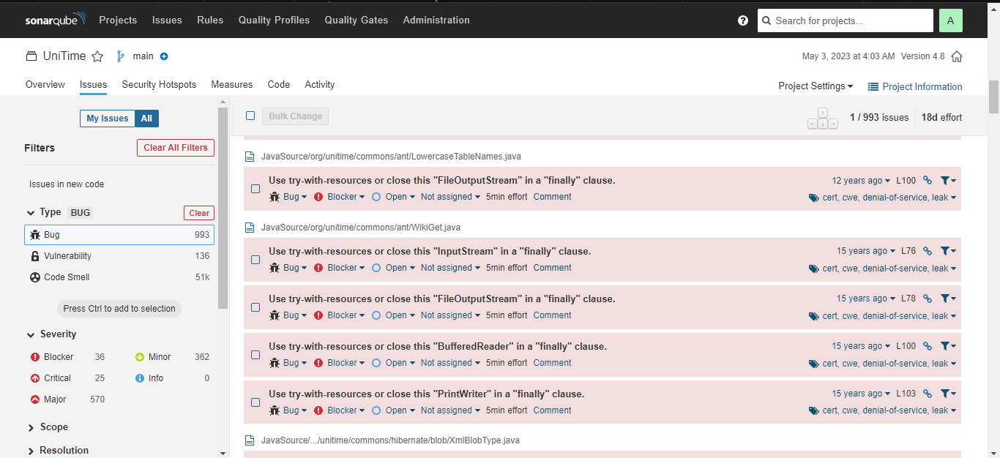 sonarqube Projects Issues Rules Quality Profiles Quality Gates Administration ? Search for projects... A
UniTime main May 3, 2023 at 4:03 AM Version 4.8
Overview Issues Security Hotspots Measures Code Activity Project Settings Project Information
My Issues All
Bulk Change 1 / 993 issues 18d effort
Filters Clear All Filters
Issues in new code
Type BUG Clear
Bug 993
Vulnerability 136
Code Smell 51k
Press Ctrl to add to selection
Severity
Blocker 36 Minor 362
Critical 25 Info 0
Major 570
Scope
Resolution
JavaSource/org/unitime/commons/ant/LowercaseTableNames.java
Use try-with-resources or close this "FileOutputStream" in a "finally" clause. 12 years ago L100
Bug Blocker Open Not assigned 5min effort Comment cert, cwe, denial-of-service, leak
JavaSource/org/unitime/commons/ant/WikiGet.java
Use try-with-resources or close this "InputStream" in a "finally" clause. 15 years ago L76
Bug Blocker Open Not assigned 5min effort Comment cert, cwe, denial-of-service, leak
Use try-with-resources or close this "FileOutputStream" in a "finally" clause. 15 years ago L78
Bug Blocker Open Not assigned 5min effort Comment cert, cwe, denial-of-service, leak
Use try-with-resources or close this "BufferedReader" in a "finally" clause. 15 years ago L100
Bug Blocker Open Not assigned 5min effort Comment cert, cwe, denial-of-service, leak
Use try-with-resources or close this "PrintWriter" in a "finally" clause. 15 years ago L103
Bug Blocker Open Not assigned 5min effort Comment cert, cwe, denial-of-service, leak
JavaSource/.../unitime/commons/hibernate/blob/XmlBlobType.java